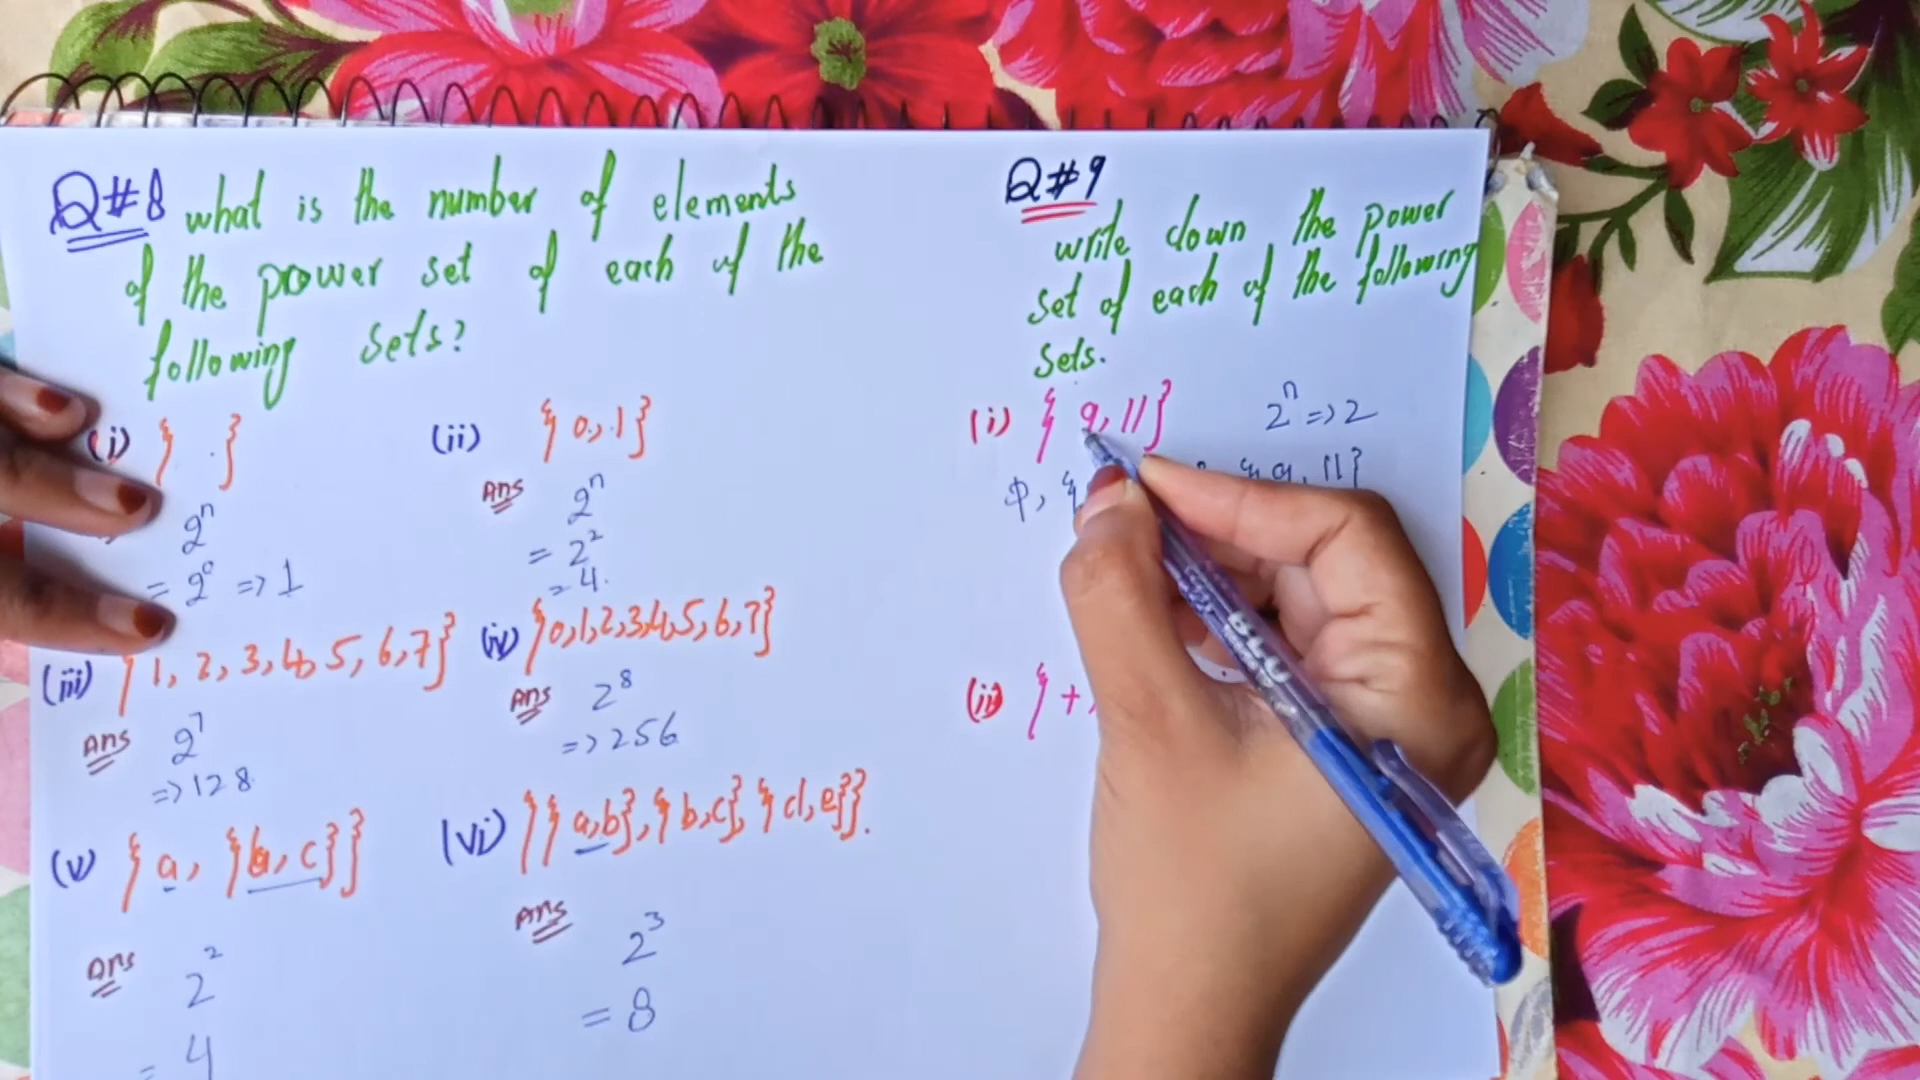 Q#8 what is the number of elements
of the power set of each of the
following sets?
(i) { . }
2ⁿ
= 2⁰ => 1
(ii) {0, 1}
Ans 2ⁿ
= 2²
= 4.
(iii) {1, 2, 3, 4, 5, 6, 7}
Ans 2⁷
=> 128.
(iv) {0,1,2,3,4,5,6,7}
Ans 2⁸
=> 256
(v) {a, {b, c}}
Ans 2²
= 4
(vi) {{a,b}, {b,c}, {d,e}}.
Ans 2³
= 8
Q#9
write down the power
set of each of the following
sets.
(i) {9, 11} 2ⁿ => 2
φ, { {9, 11}
(ii) {+,
BLU